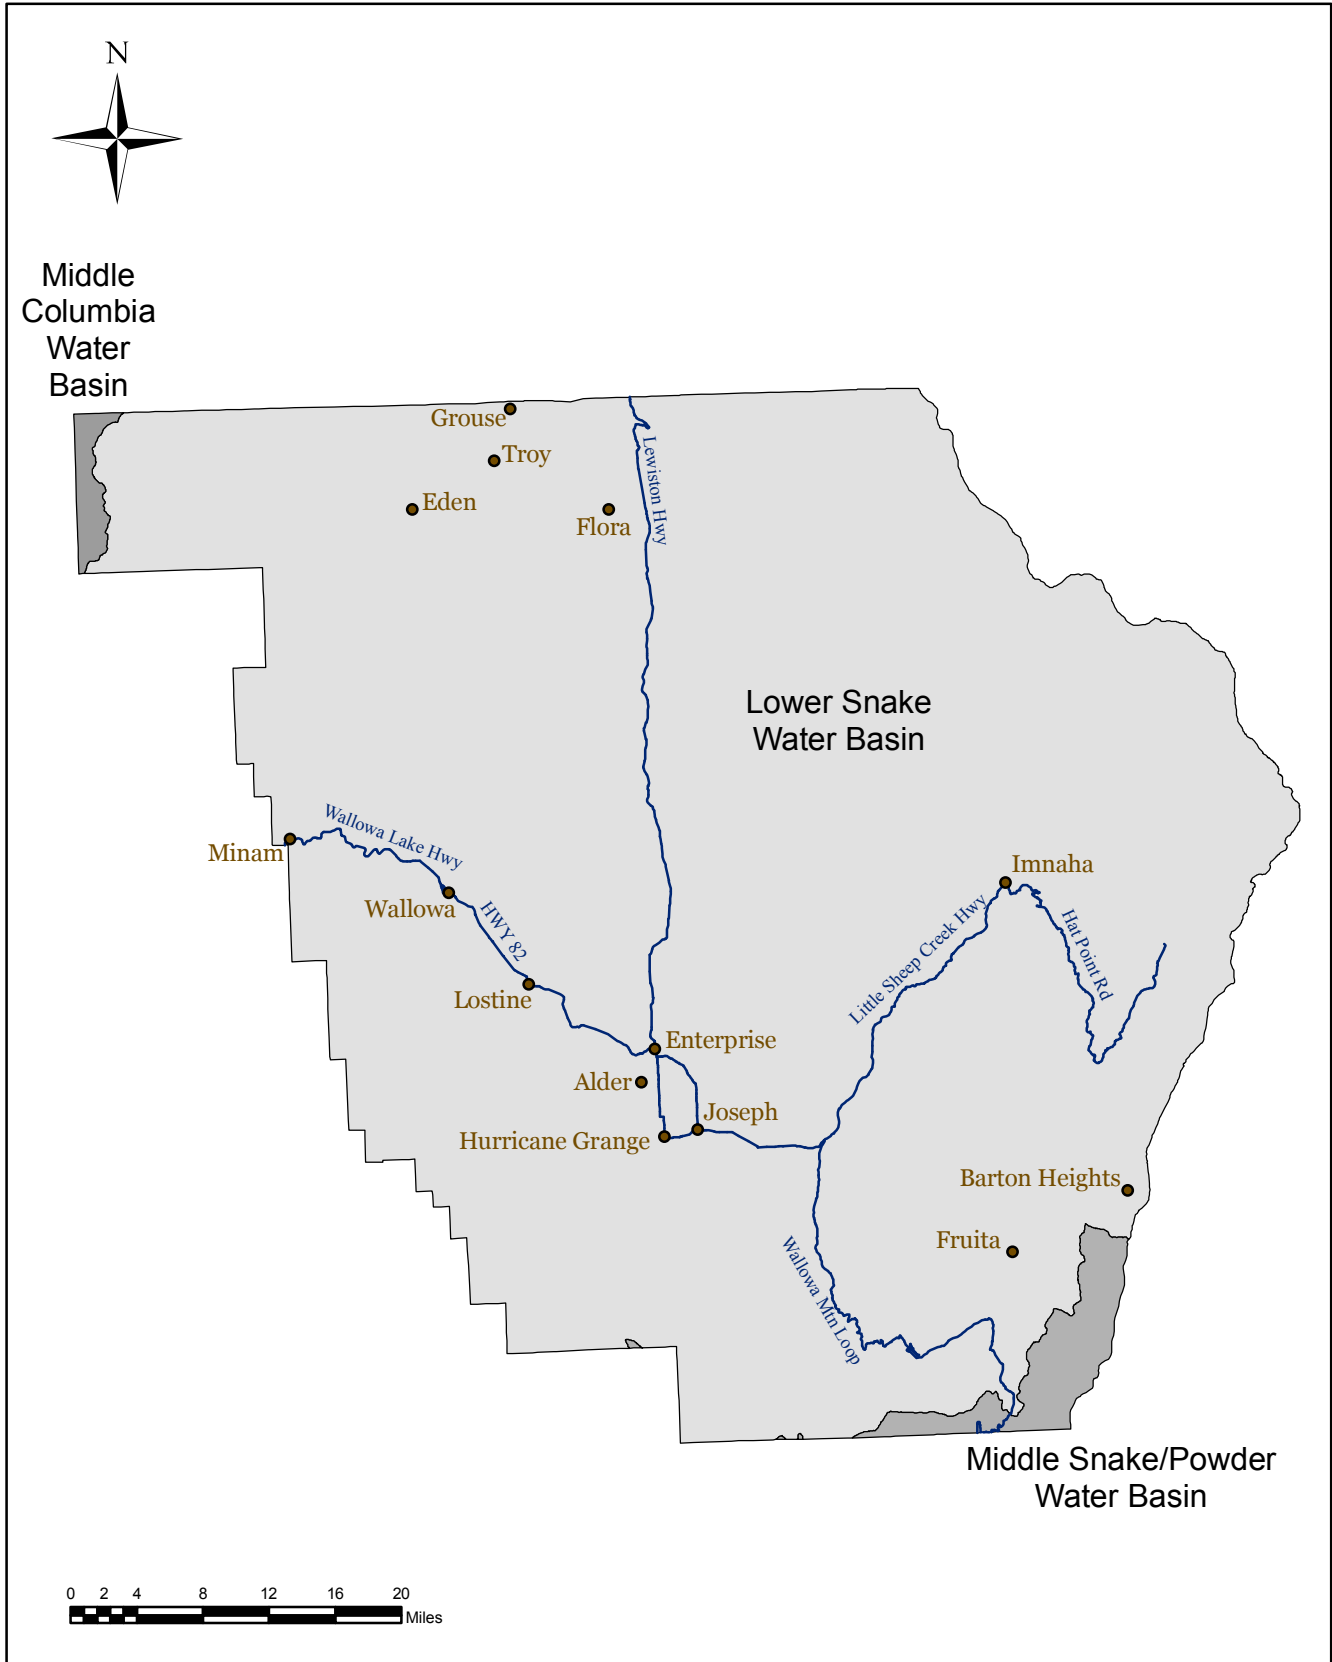 N
Middle
Columbia
Water
Basin
Grouse
Troy
Eden
Flora
Lewiston Hwy
Lower Snake
Water Basin
Wallowa Lake Hwy
Minam
Wallowa
HWY 82
Lostine
Imnaha
Hat Point Rd
Little Sheep Creek Hwy
Enterprise
Alder
Joseph
Hurricane Grange
Barton Heights
Fruita
Wallowa Mtn Loop
Middle Snake/Powder
Water Basin
0 2 4 8 12 16 20
Miles